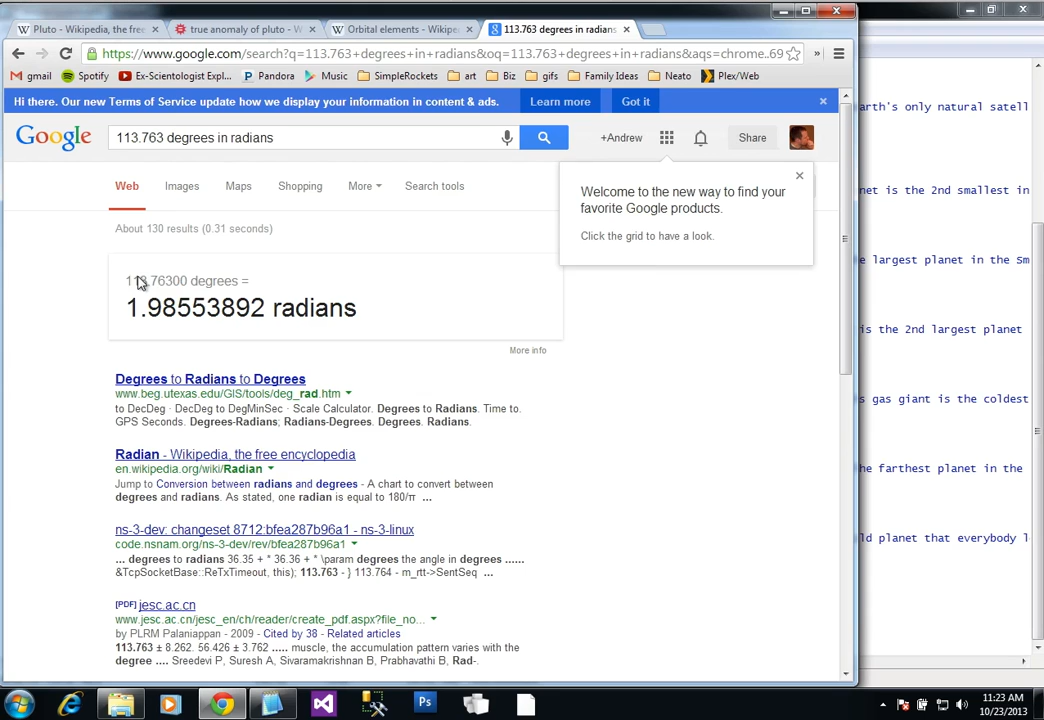 Pluto - Wikipedia, the free
true anomaly of pluto - W
Orbital elements - Wikipe
113.763 degrees in radians
https://www.google.com/search?q=113.763+degrees+in+radians&oq=113.763+degrees+in+radians&aqs=chrome..69
gmail Spotify Ex-Scientologist Expl... Pandora Music SimpleRockets art Biz gifs Family Ideas Neato Plex/Web
Hi there. Our new Terms of Service update how we display your information in content & ads. Learn more Got it
Google 113.763 degrees in radians +Andrew Share
Welcome to the new way to find your
favorite Google products.
Click the grid to have a look.
Web Images Maps Shopping More Search tools
About 130 results (0.31 seconds)
113.76300 degrees =
1.98553892 radians
More info
Degrees to Radians to Degrees
www.beg.utexas.edu/GIS/tools/deg_rad.htm
to DecDeg · DecDeg to DegMinSec · Scale Calculator. Degrees to Radians. Time to.
GPS Seconds. Degrees-Radians; Radians-Degrees. Degrees. Radians.
Radian - Wikipedia, the free encyclopedia
en.wikipedia.org/wiki/Radian
Jump to Conversion between radians and degrees - A chart to convert between
degrees and radians. As stated, one radian is equal to 180/π ...
ns-3-dev: changeset 8712:bfea287b96a1 - ns-3-linux
code.nsnam.org/ns-3-dev/rev/bfea287b96a1
... degrees to radians 36.35 + * 36.36 + * \param degrees the angle in degrees ......
&TcpSocketBase::ReTxTimeout, this); 113.763 - } 113.764 - m_rtt->SentSeq ...
[PDF] jesc.ac.cn
www.jesc.ac.cn/jesc_en/ch/reader/create_pdf.aspx?file_no...
by PLRM Palaniappan - 2009 - Cited by 38 - Related articles
113.763 ± 8.262. 56.426 ± 3.762 ..... muscle, the accumulation pattern varies with the
degree .... Sreedevi P, Suresh A, Sivaramakrishnan B, Prabhavathi B, Rad-.
arth's only natural satell
net is the 2nd smallest in
e largest planet in the Sm
is the 2nd largest planet
s gas giant is the coldest
he farthest planet in the
ld planet that everybody l
11:23 AM
10/23/2013